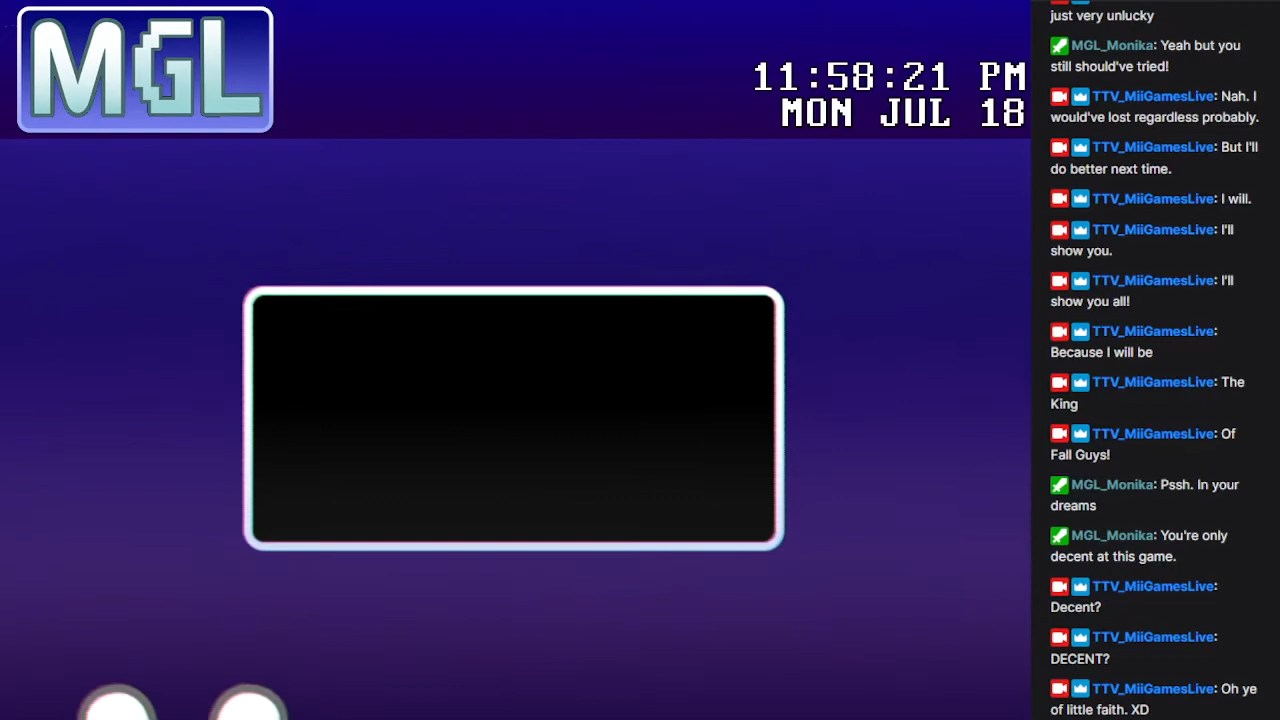 MGL
11:58:21 PM
MON JUL 18
just very unlucky
MGL_Monika: Yeah but you
still should've tried!
TTV_MiiGamesLive: Nah. I
would've lost regardless probably.
TTV_MiiGamesLive: But I'll
do better next time.
TTV_MiiGamesLive: I will.
TTV_MiiGamesLive: I'll
show you.
TTV_MiiGamesLive: I'll
show you all!
TTV_MiiGamesLive:
Because I will be
TTV_MiiGamesLive: The
King
TTV_MiiGamesLive: Of
Fall Guys!
MGL_Monika: Pssh. In your
dreams
MGL_Monika: You're only
decent at this game.
TTV_MiiGamesLive:
Decent?
TTV_MiiGamesLive:
DECENT?
TTV_MiiGamesLive: Oh ye
of little faith. XD